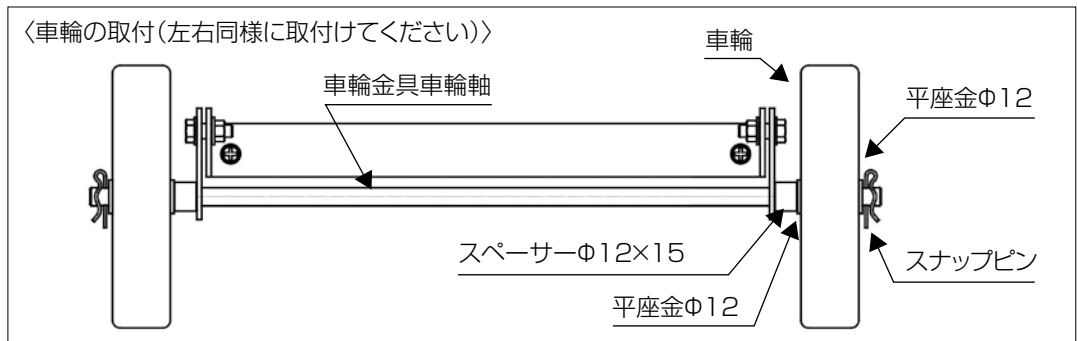 〈車輪の取付（左右同様に取付けてください）〉
車輪
車輪金具車輪軸
平座金Φ12
スペーサーΦ12×15
スナップピン
平座金Φ12